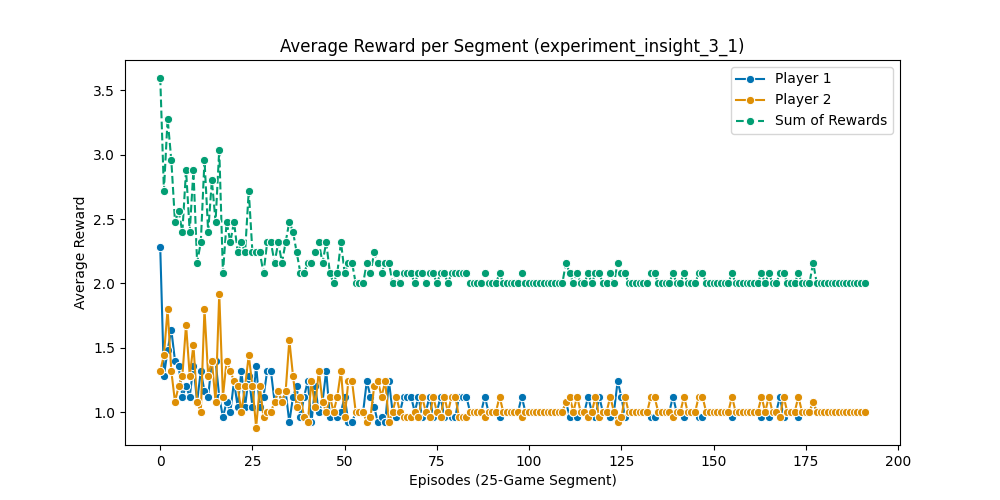 Average Reward per Segment (experiment_insight_3_1)
Player 1
Player 2
Sum of Rewards
Average Reward
3.5
3.0
2.5
2.0
1.5
1.0
0 25 50 75 100 125 150 175 200
Episodes (25-Game Segment)